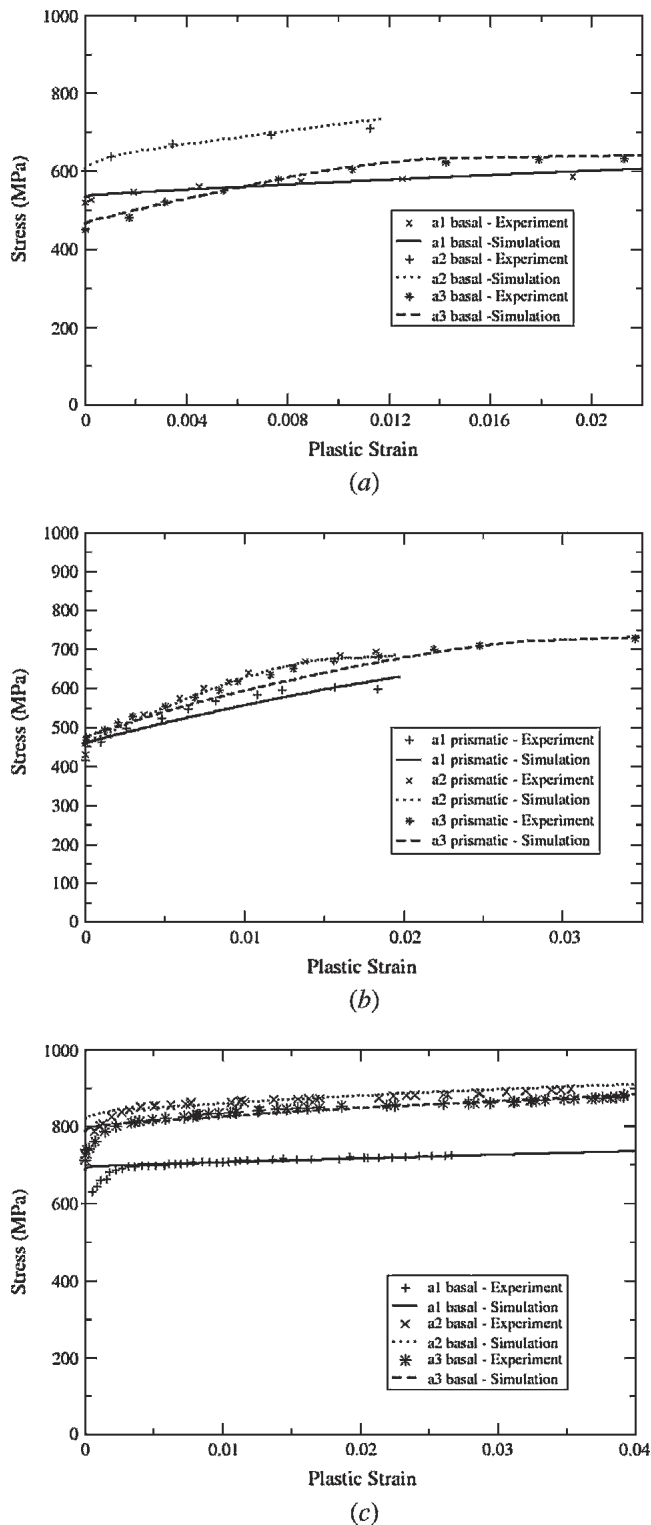 1000
800
600
400
200
0
Stress (MPa)
a1 basal - Experiment
a1 basal -Simulation
a2 basal - Experiment
a2 basal - Simulation
a3 basal - Experiment
a3 basal -Simulation
0 0.004 0.008 0.012 0.016 0.02
Plastic Strain
(a)
1000
900
800
700
600
500
400
300
200
100
0
Stress (MPa)
a1 prismatic - Experiment
a1 prismatic - Simulation
a2 prismatic - Experiment
a2 prismatic - Simulation
a3 prismatic - Experiment
a3 prismatic - Simulation
0 0.01 0.02 0.03
Plastic Strain
(b)
1000
800
600
400
200
0
Stress (MPa)
a1 basal - Experiment
a1 basal - Simulation
a2 basal - Experiment
a2 basal - Simulation
a3 basal - Experiment
a3 basal - Simulation
0 0.01 0.02 0.03 0.04
Plastic Strain
(c)